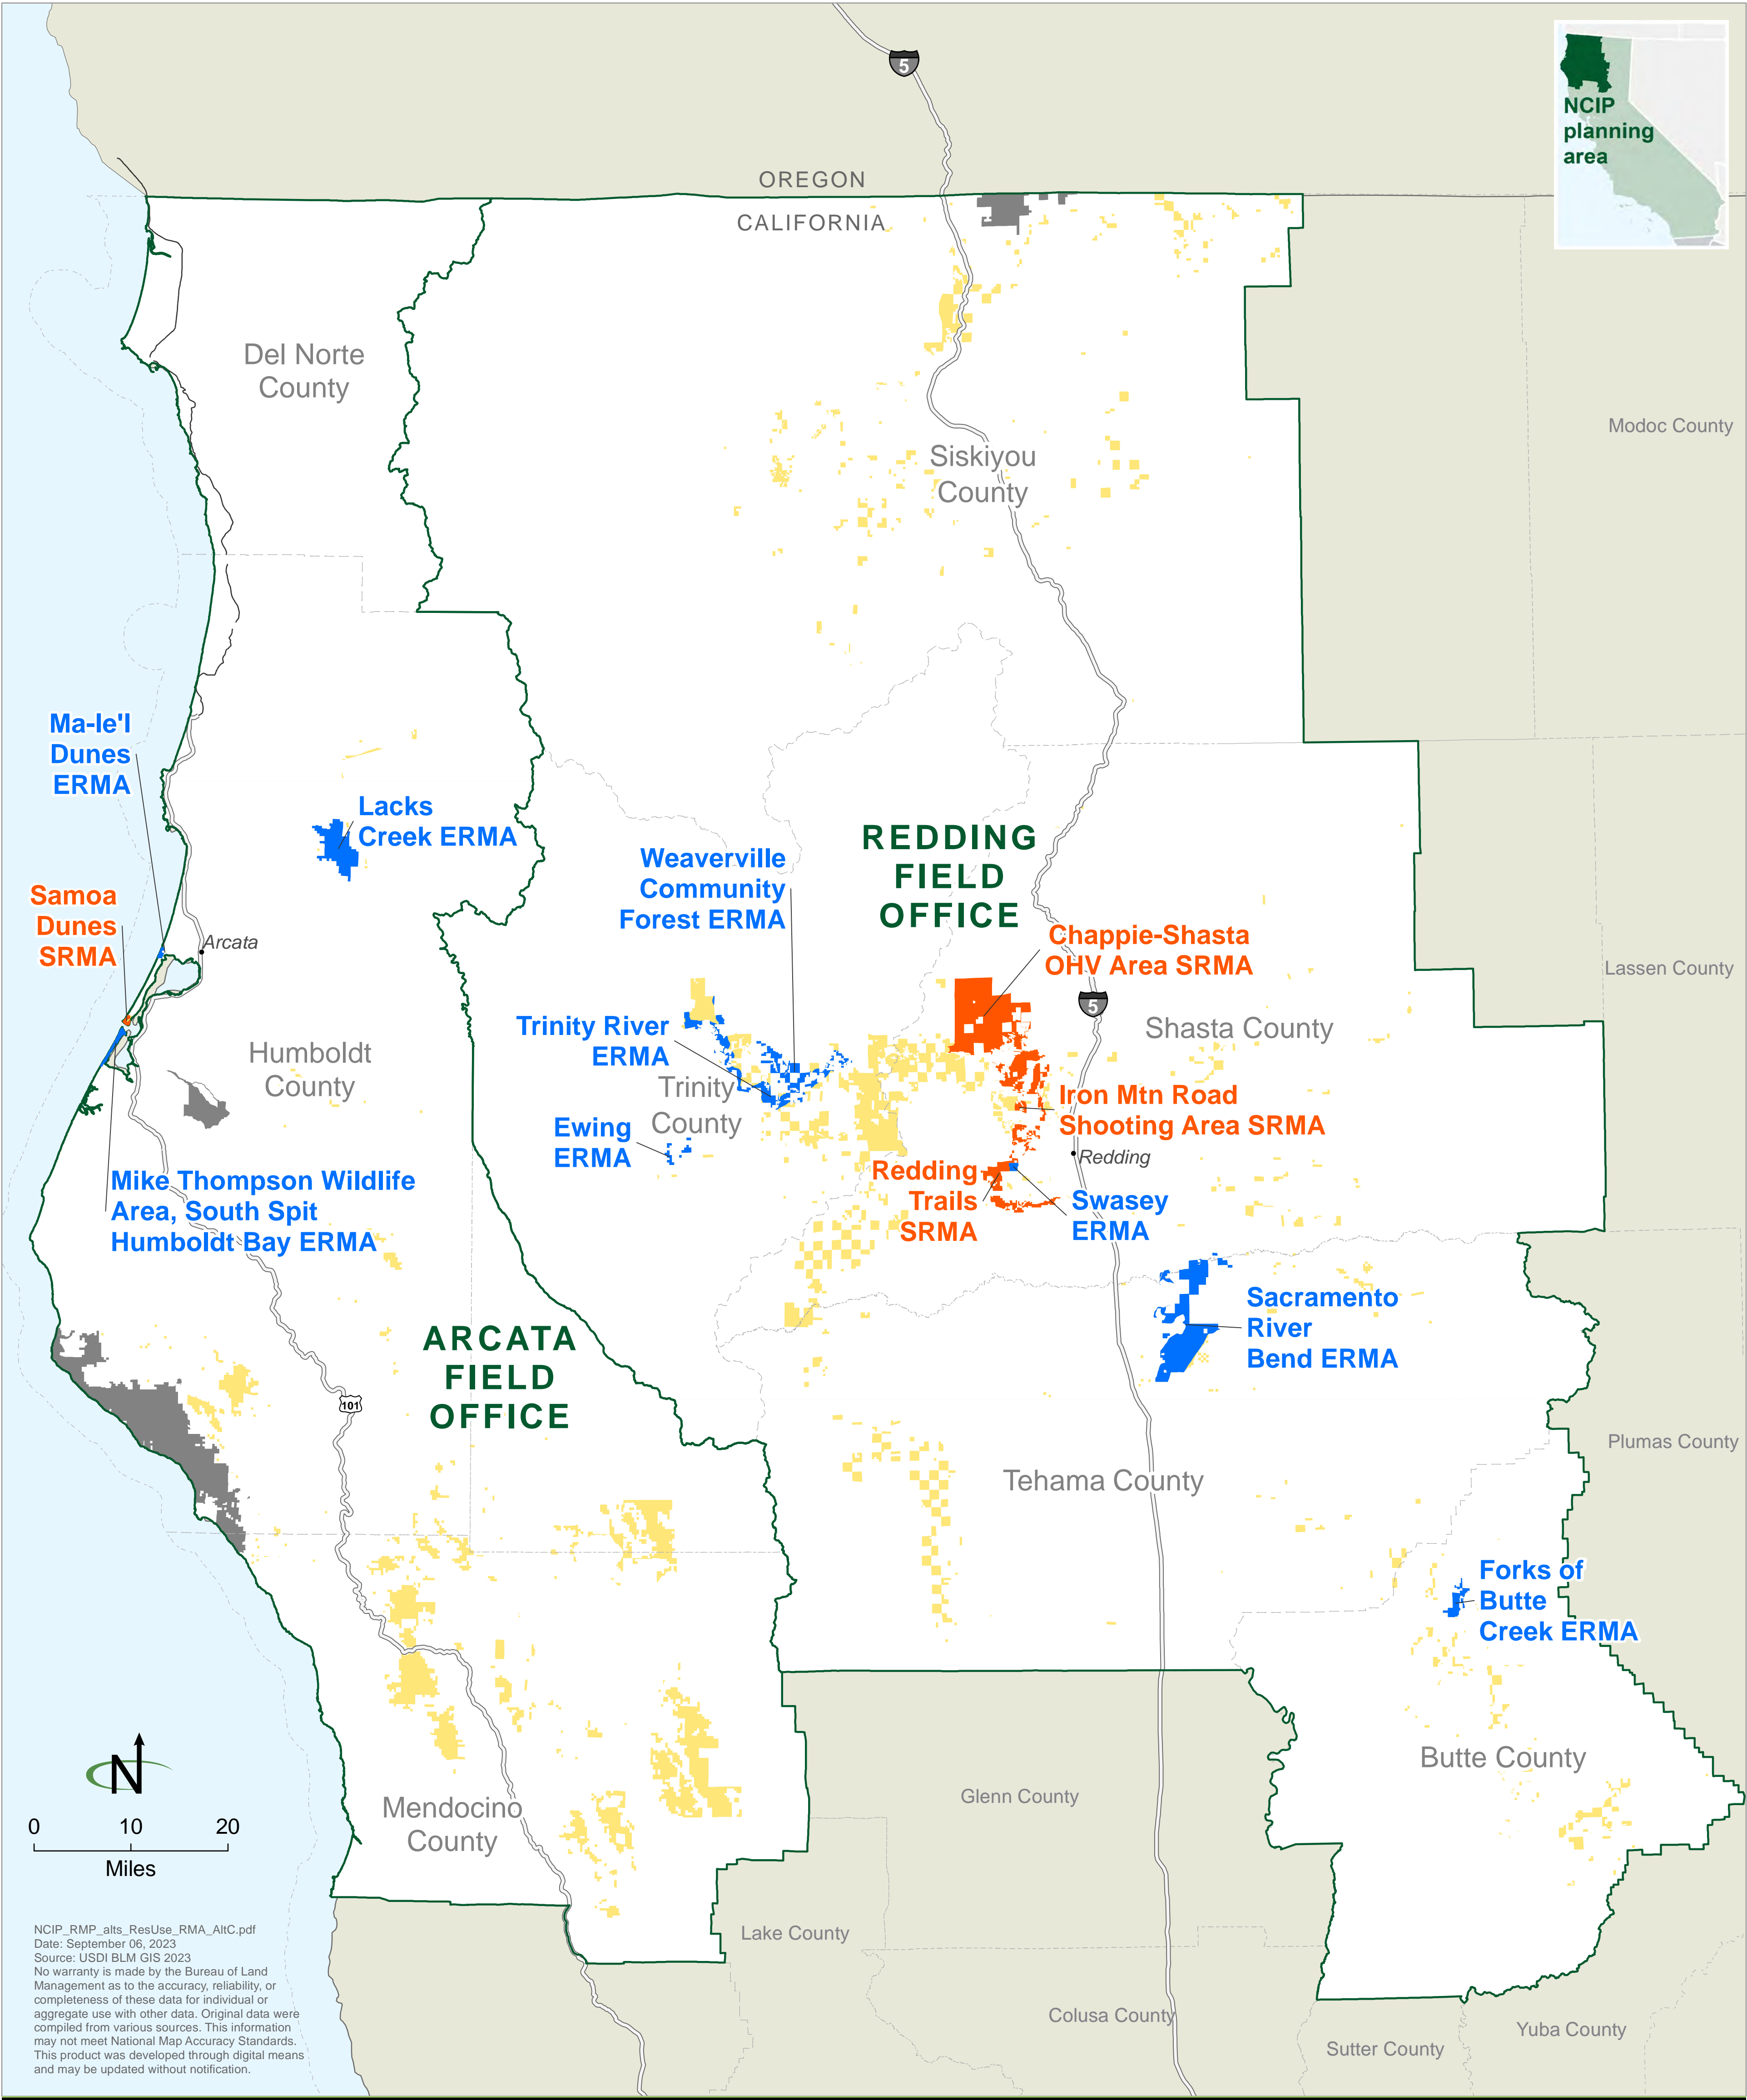 5
NCIP
planning
area
OREGON
CALIFORNIA
Del Norte
County
Siskiyou
County
Modoc County
Ma-le'l
Dunes
ERMA
Lacks
Creek ERMA
Weaverville
Community
Forest ERMA
REDDING
FIELD
OFFICE
Samoa
Dunes
SRMA
Arcata
Chappie-Shasta
OHV Area SRMA
Lassen County
5
Trinity River
ERMA
Shasta County
Humboldt
County
Trinity
County
Iron Mtn Road
Shooting Area SRMA
Ewing
ERMA
Redding
Redding
Trails
SRMA
Swasey
ERMA
Mike Thompson Wildlife
Area, South Spit
Humboldt Bay ERMA
Sacramento
River
Bend ERMA
ARCATA
FIELD
OFFICE
101
Plumas County
Tehama County
Forks of
Butte
Creek ERMA
N
Butte County
Glenn County
Mendocino
County
0 10 20
Miles
Lake County
Colusa County
Sutter County
Yuba County
NCIP_RMP_alts_ResUse_RMA_AltC.pdf
Date: September 06, 2023
Source: USDI BLM GIS 2023
No warranty is made by the Bureau of Land
Management as to the accuracy, reliability, or
completeness of these data for individual or
aggregate use with other data. Original data were
compiled from various sources. This information
may not meet National Map Accuracy Standards.
This product was developed through digital means
and may be updated without notification.